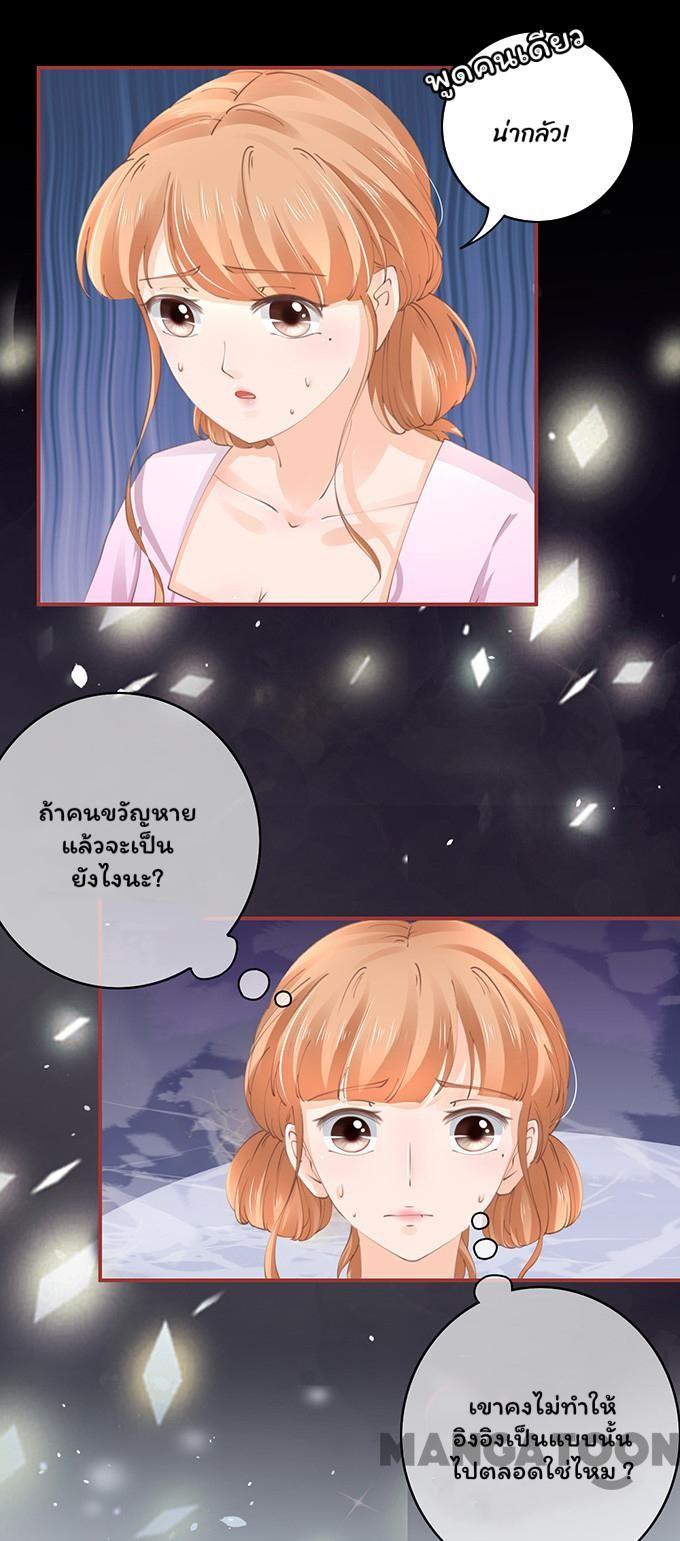 พูดคนเดียว
น่ากลัว!
ถ้าคนขวัญหาย
แล้วจะเป็น
ยังไงนะ?
เขาคงไม่ทำให้
อิงอิงเป็นแบบนั้น
ไปตลอดใช่ไหม ?
MANGATOON